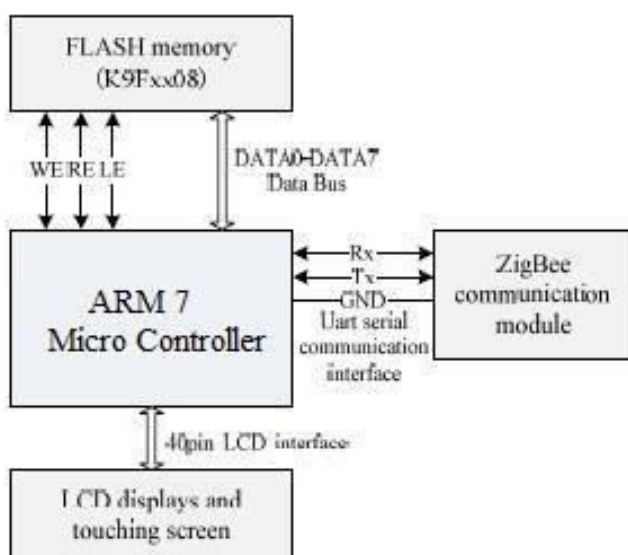 FLASH memory
(K9Fxx08)
WE RE LE
DATA0-DATA7
Data Bus
Rx
Tx
GND
Uart serial
communication
interface
ZigBee
communication
module
ARM 7
Micro Controller
40pin LCD interface
LCD displays and
touching screen